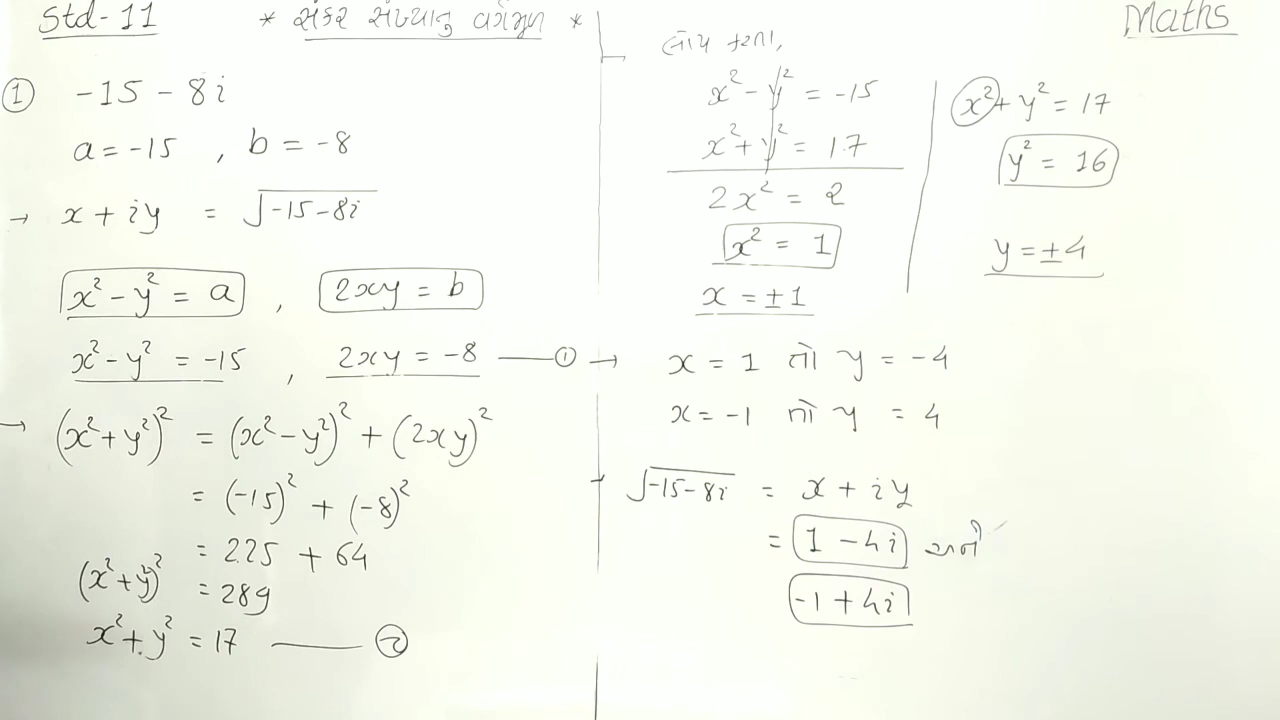 Std-11 * સંકર સંખ્યાનુ વર્ગમૂળ * Maths
① -15 - 8i
a = -15 , b = -8
→ x + iy = √-15-8i
x² - y² = a , 2xy = b
x² - y² = -15 , 2xy = -8 —— ①
→ (x² + y²)² = (x² - y²)² + (2xy)²
= (-15)² + (-8)²
= 225 + 64
(x² + y²)² = 289
x² + y² = 17 —— ②
x² - y² = -15
x² + y² = 17
2x² = 2
x² = 1
x = ±1
x² + y² = 17
y² = 16
y = ±4
→ x = 1 તો y = -4
x = -1 તો y = 4
√-15-8i = x + iy
= 1 - 4i અને
-1 + 4i